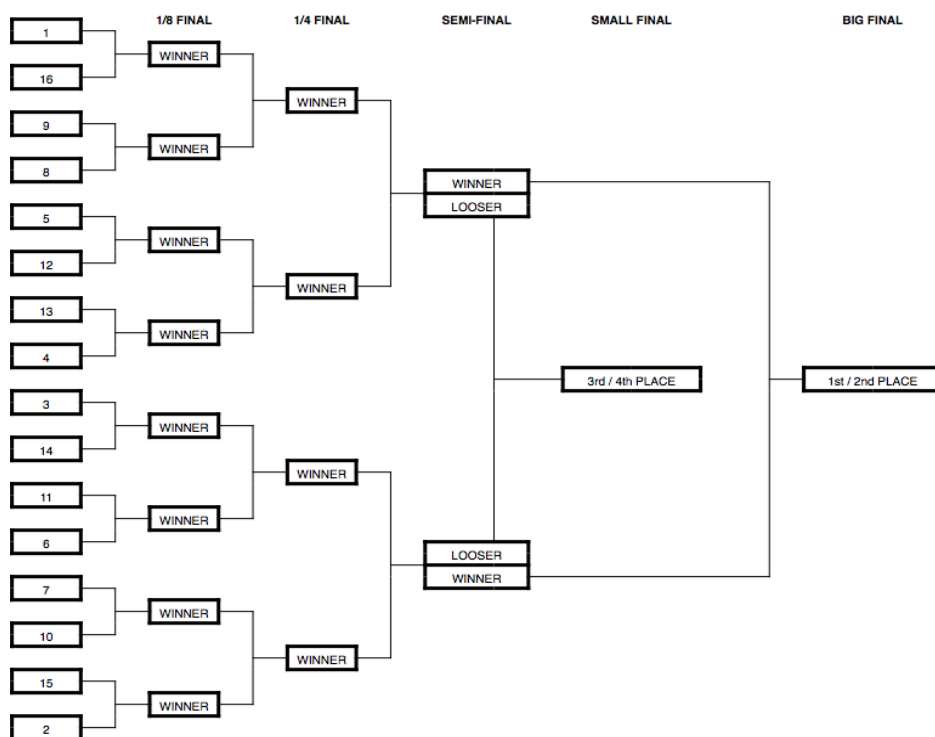 1/8 FINAL 1/4 FINAL SEMI-FINAL SMALL FINAL BIG FINAL
1
WINNER
16
WINNER
9
WINNER
8
WINNER
LOOSER
5
WINNER
12
WINNER
13
WINNER
4
3rd / 4th PLACE
1st / 2nd PLACE
3
WINNER
14
WINNER
11
WINNER
6
LOOSER
WINNER
7
WINNER
10
WINNER
15
WINNER
2